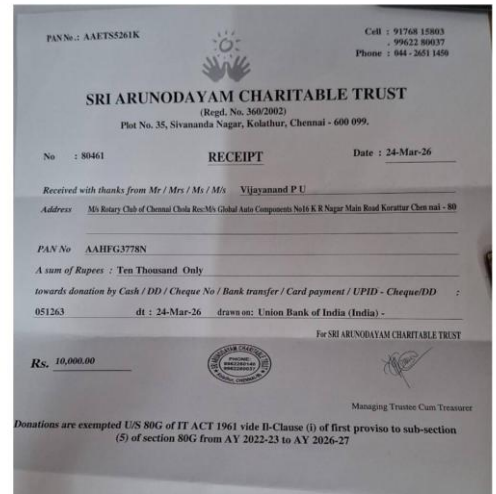 PAN No.: AAETS5261K
Cell : 91768 15803
. 99622 80037
Phone : 044 - 2651 1450
SRI ARUNODAYAM CHARITABLE TRUST
(Regd. No. 360/2002)
Plot No. 35, Sivananda Nagar, Kolathur, Chennai - 600 099.
No : 80461
RECEIPT
Date : 24-Mar-26
Received with thanks from Mr / Mrs / Ms / M/s Vijayanand P U
Address M/s Rotary Club of Chennai Chola Rec:M/s Global Auto Components No16 K R Nagar Main Road Korattur Chen nai - 80
PAN No AAHFG3778N
A sum of Rupees : Ten Thousand Only
towards donation by Cash / DD / Cheque No / Bank transfer / Card payment / UPID - Cheque/DD :
051263 dt : 24-Mar-26 drawn on: Union Bank of India (India) -
For SRI ARUNODAYAM CHARITABLE TRUST
Rs. 10,000.00
PHONE:
Managing Trustee Cum Treasurer
Donations are exempted U/S 80G of IT ACT 1961 vide II-Clause (i) of first proviso to sub-section
(5) of section 80G from AY 2022-23 to AY 2026-27